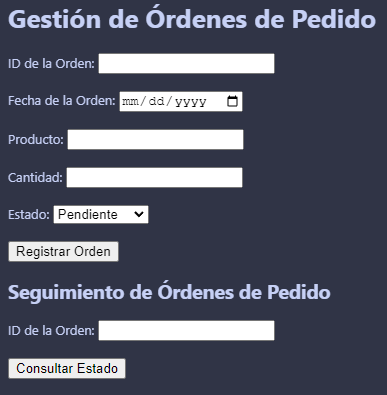 Gestión de Órdenes de Pedido
ID de la Orden:
Fecha de la Orden: mm/dd/yyyy
Producto:
Cantidad:
Estado: Pendiente
Registrar Orden
Seguimiento de Órdenes de Pedido
ID de la Orden:
Consultar Estado